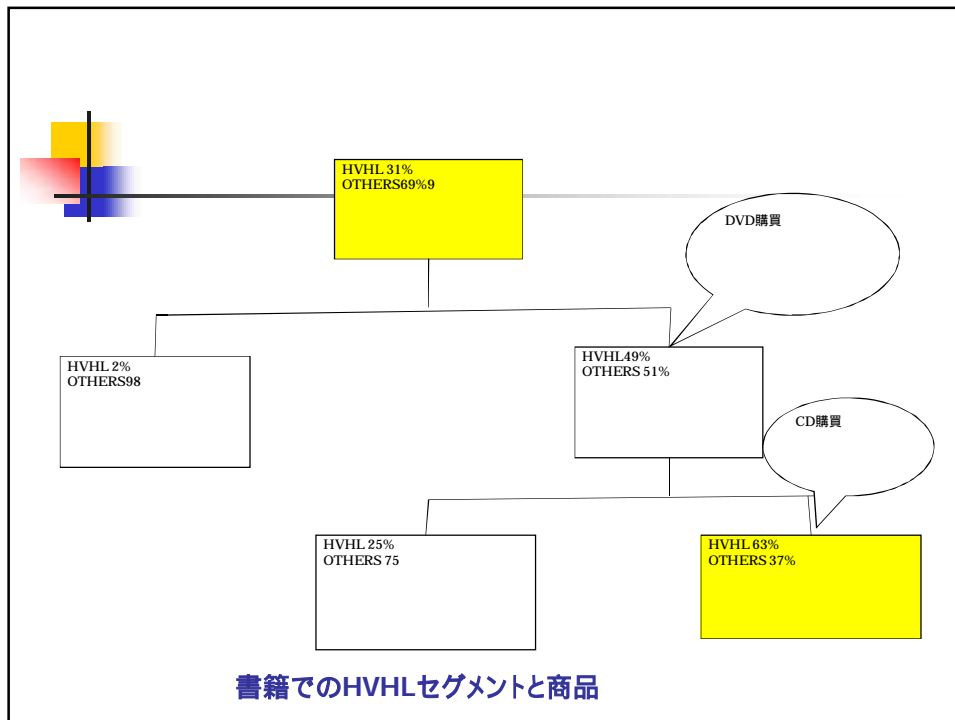 HVHL 31%
OTHERS69%9
DVD購買
HVHL 2%
OTHERS98
HVHL49%
OTHERS 51%
CD購買
HVHL 25%
OTHERS 75
HVHL 63%
OTHERS 37%
書籍でのHVHLセグメントと商品